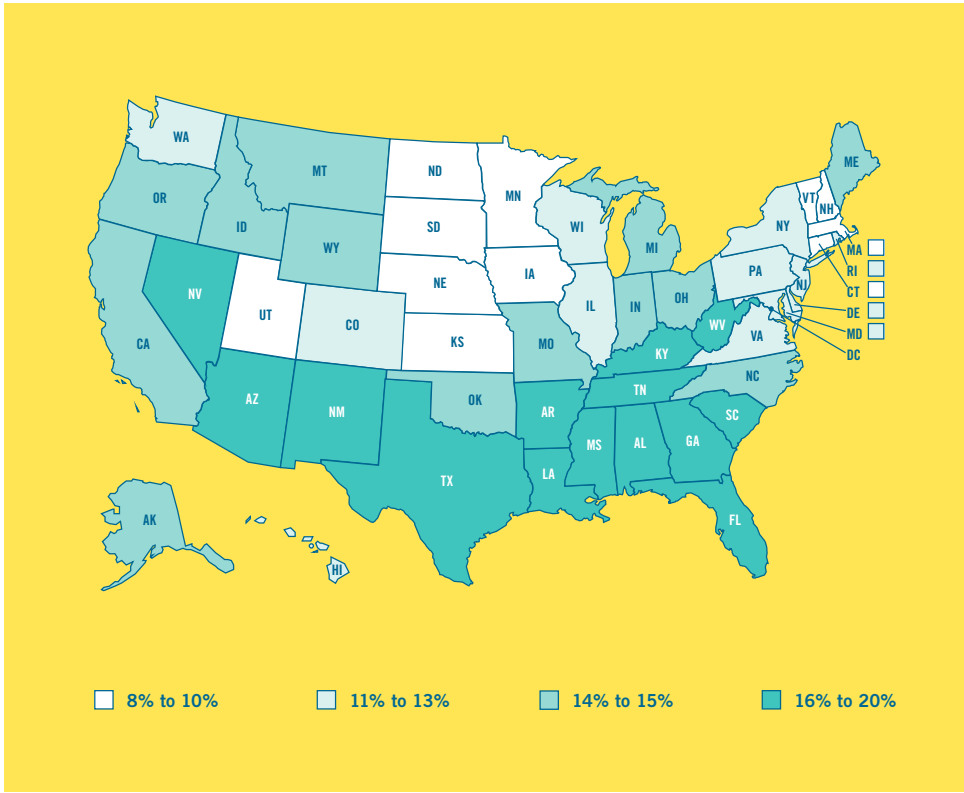 WA
MT
ND
MN
ME
OR
ID
SD
WI
VT
NH
NY
WY
MI
MA
RI
CT
DE
MD
DC
NV
UT
CO
NE
IA
IL
IN
OH
PA
NJ
CA
KS
MO
KY
WV
VA
AZ
NM
OK
AR
TN
NC
SC
TX
LA
MS
AL
GA
FL
AK
HI
8% to 10%
11% to 13%
14% to 15%
16% to 20%